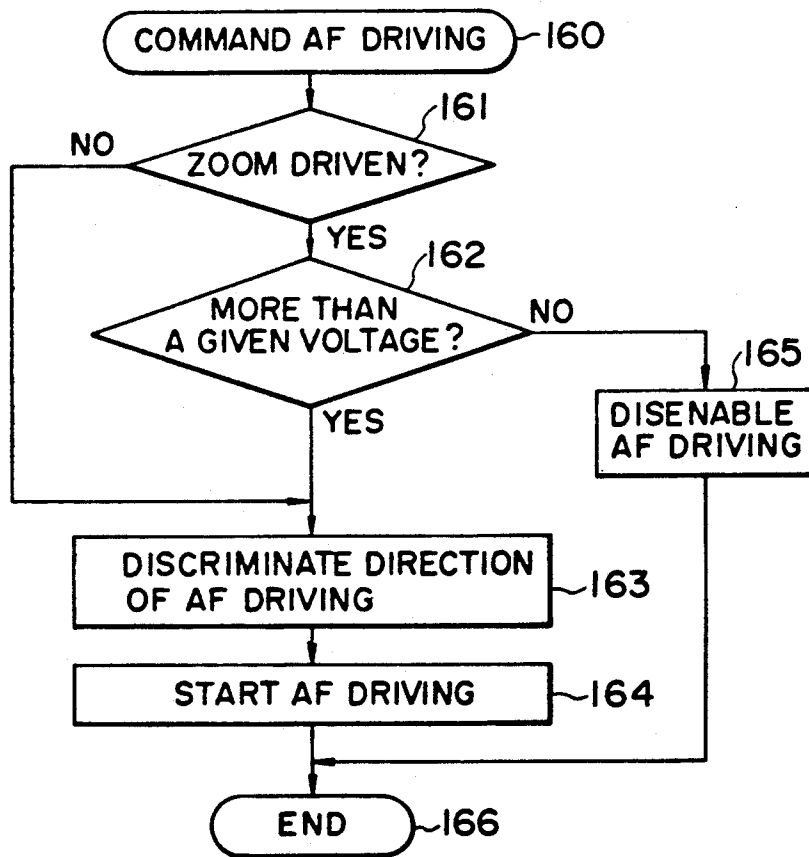 COMMAND AF DRIVING
160
161
NO
ZOOM DRIVEN?
YES
162
MORE THAN
A GIVEN VOLTAGE?
NO
165
YES
DISENABLE
AF DRIVING
DISCRIMINATE DIRECTION
OF AF DRIVING
163
START AF DRIVING
164
END
166